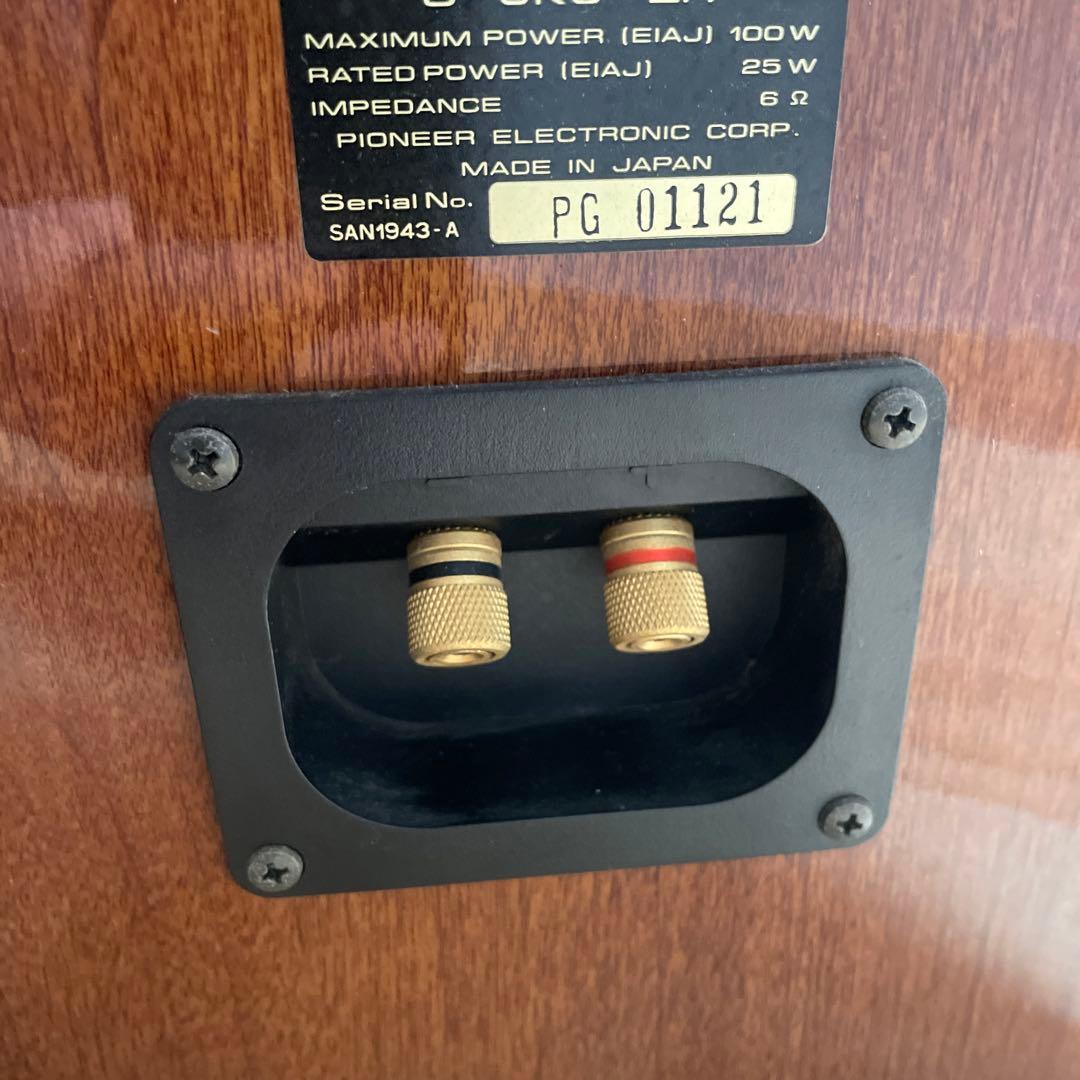 MAXIMUM POWER (EIAJ) 100 W
RATED POWER (EIAJ) 25 W
IMPEDANCE 6 Ω
PIONEER ELECTRONIC CORP.
MADE IN JAPAN
Serial No. PG 01121
SAN1943-A